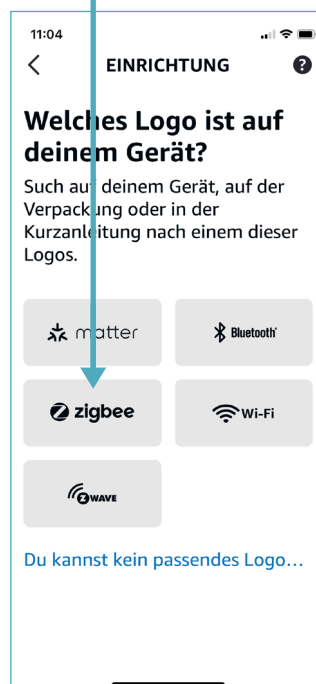 11:04
EINRICHTUNG ?
Welches Logo ist auf
deinem Gerät?
Such auf deinem Gerät, auf der
Verpackung oder in der
Kurzanleitung nach einem dieser
Logos.
matter Bluetooth
zigbee Wi-Fi
Z WAVE
Du kannst kein passendes Logo…